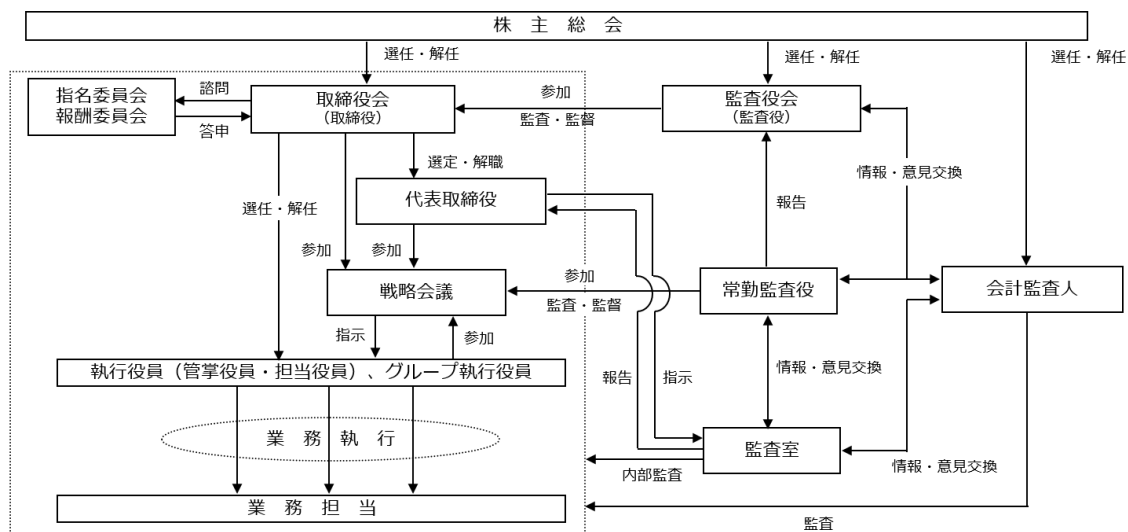 株　主　総　会
選任・解任
選任・解任
選任・解任
指名委員会
報酬委員会
諮問
答申
取締役会
（取締役）
参加
監査・監督
監査役会
（監査役）
選定・解職
情報・意見交換
代表取締役
選任・解任
報告
参加
参加
戦略会議
参加
監査・監督
常勤監査役
会計監査人
指示
参加
執行役員（管掌役員・担当役員）、グループ執行役員
報告
指示
情報・意見交換
業　務　執　行
監査室
内部監査
情報・意見交換
業　務　担　当
監査